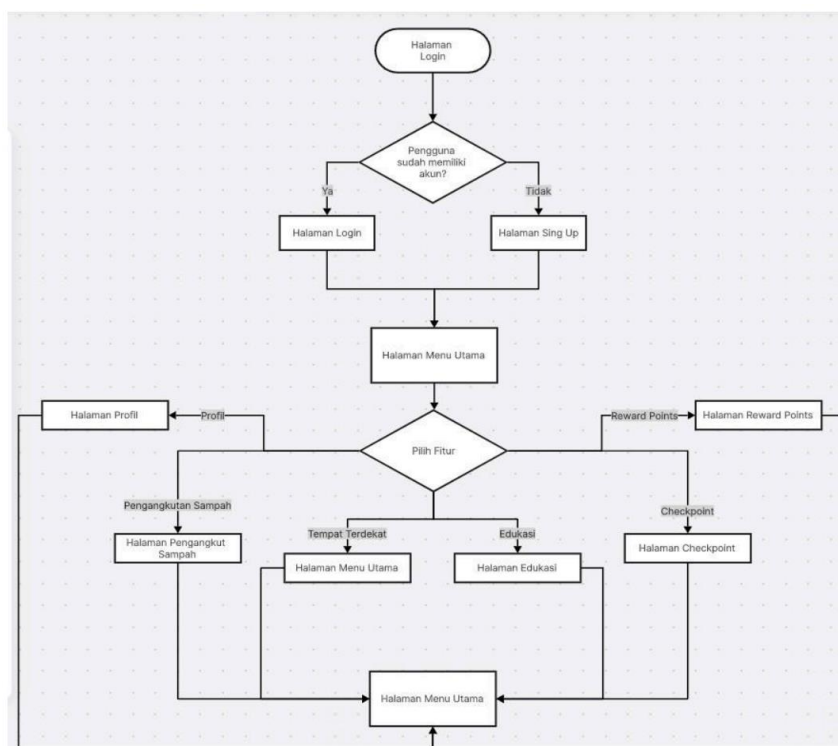 Halaman
Login
Pengguna
sudah memiliki
akun?
Ya
Tidak
Halaman Login
Halaman Sing Up
Halaman Menu Utama
Halaman Profil
Profil
Pilih Fitur
Reward Points
Halaman Reward Points
Pengangkutan Sampah
Checkpoint
Halaman Pengangkut
Sampah
Tempat Terdekat
Edukasi
Halaman Checkpoint
Halaman Menu Utama
Halaman Edukasi
Halaman Menu Utama